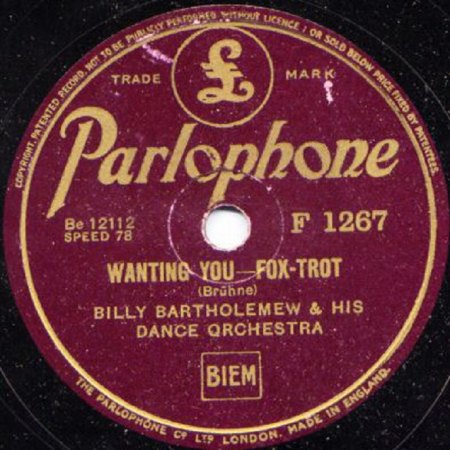 COPYRIGHT. PATENTED RECORD. NOT TO BE PUBLICLY PERFORMED WITHOUT LICENCE: OR SOLD BELOW PRICE FIXED BY PATENTEES.
£
TRADE MARK
Parlophone
Be 12112
SPEED 78
F 1267
WANTING YOU—FOX-TROT
(Brühne)
BILLY BARTHOLEMEW & HIS
DANCE ORCHESTRA
BIEM
THE PARLOPHONE Cº LTD LONDON. MADE IN ENGLAND.